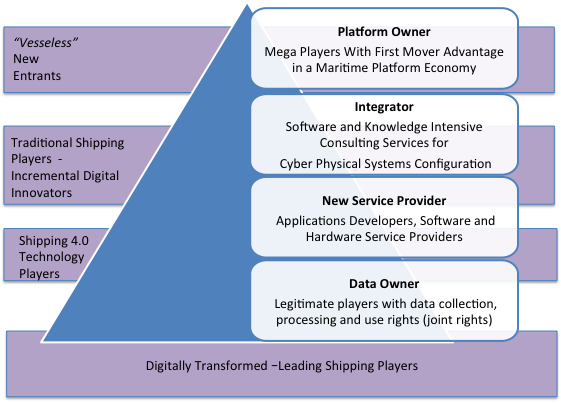 “Vesseless”
New
Entrants
Platform Owner
Mega Players With First Mover Advantage
in a Maritime Platform Economy
Traditional Shipping
Players  -
Incremental Digital
Innovators
Integrator
Software and Knowledge Intensive
Consulting Services for
Cyber Physical Systems Configuration
New Service Provider
Applications Developers, Software and
Hardware Service Providers
Shipping 4.0
Technology
Players
Data Owner
Legitimate players with data collection,
processing and use rights (joint rights)
Digitally Transformed –Leading Shipping Players